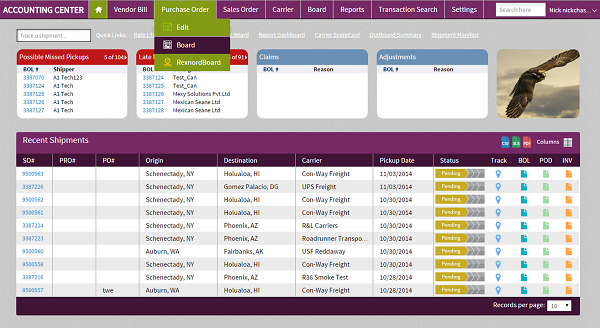 ACCOUNTING CENTER Vendor Bill Purchase Order Sales Order Carrier Board Reports Transaction Search Settings Search here Nick nickchas...
Edit
Board
RexnordBoard
Track a shipment... Quick Links: Board Report Dashboard Carrier ScoreCard OutBound Summary Shipment Manifest
Possible Missed Pickups 5 of 104 Late of 91 Claims Adjustments
BOL # Shipper BOL # Reason BOL # Reason
3387070 A1 Tech123 3387124 Test_Can
3387124 A1 Tech 3387125 Test_Can
3387125 A1 Tech 3387126 Mexy Solutions Pvt Ltd
3387126 A1 Tech 3387127 Mexican Seane Ltd
3387127 A1 Tech 3387128 Mexican Seane Ltd
Recent Shipments CSV XLS PDF Columns
SO# PRO# PO# Origin Destination Carrier Pickup Date Status Track BOL POD INV
9500563 Schenectady, NY Holualoa, HI Con-Way Freight 11/03/2014 Pending
3387226 Schenectady, NY Gomez Palacio, DG UPS Freight 11/03/2014 Pending
9500562 Schenectady, NY Holualoa, HI Con-Way Freight 10/30/2014 Pending
9500561 Schenectady, NY Holualoa, HI Con-Way Freight 10/30/2014 Pending
3387224 Schenectady, NY Phoenix, AZ R&L Carriers 10/30/2014 Pending
3387223 Schenectady, NY Phoenix, AZ Roadrunner Transpo... 10/30/2014 Pending
9500560 Auburn, WA Fairbanks, AK USF Reddaway 10/30/2014 Pending
9500558 Schenectady, NY Holualoa, HI Con-Way Freight 10/30/2014 Pending
3387216 Schenectady, NY Phoenix, AZ R36 Smoke Test 10/28/2014 Pending
9500557 twe Auburn, WA Holualoa, HI Con-Way Freight 10/28/2014 Pending
Records per page: 10